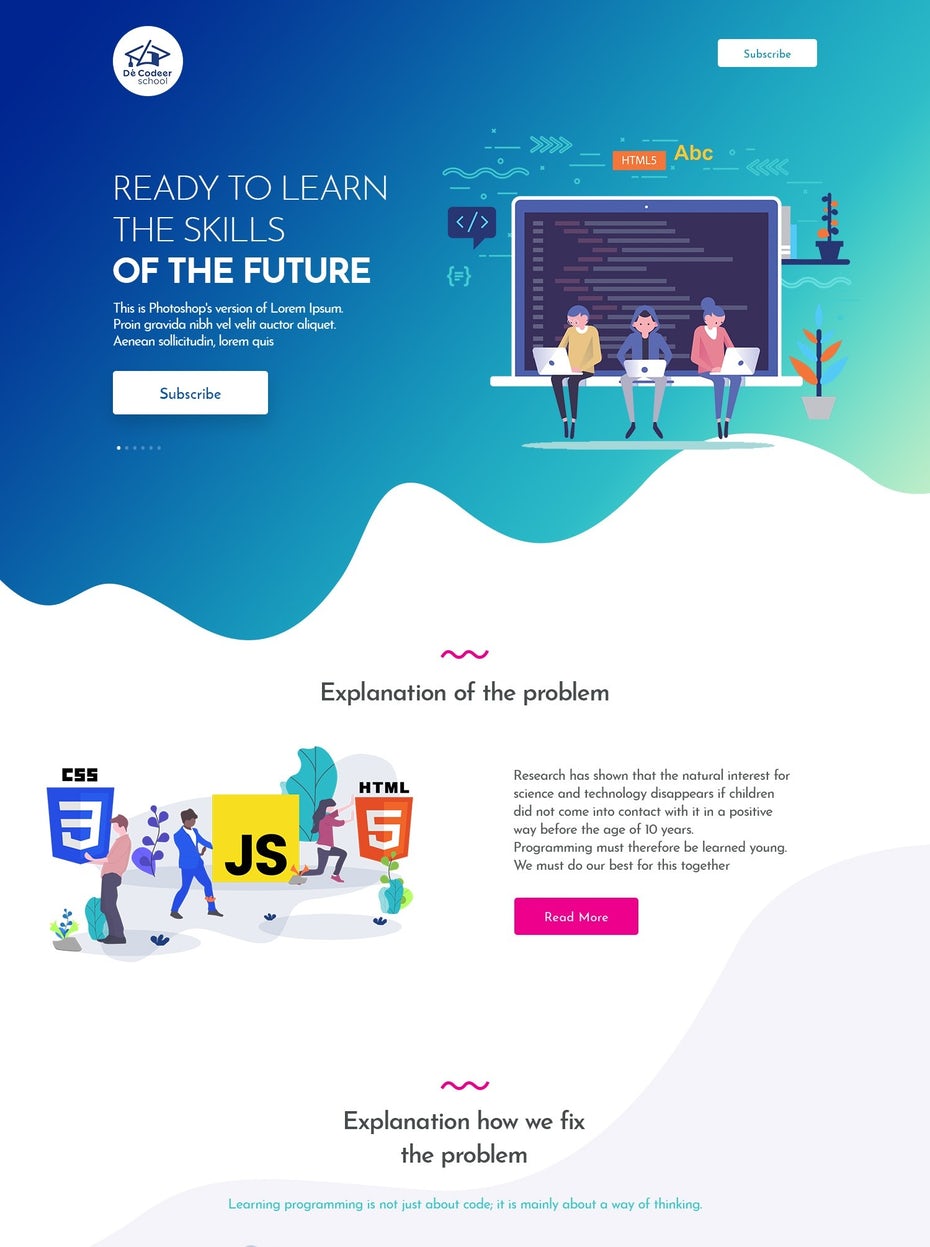 Dè Codeer
school
Subscribe
HTML5
Abc
</>
{≡}
READY TO LEARN
THE SKILLS
OF THE FUTURE
This is Photoshop's version of Lorem Ipsum.
Proin gravida nibh vel velit auctor aliquet.
Aenean sollicitudin, lorem quis
Subscribe
Explanation of the problem
CSS
3
JS
HTML
5
Research has shown that the natural interest for
science and technology disappears if children
did not come into contact with it in a positive
way before the age of 10 years.
Programming must therefore be learned young.
We must do our best for this together
Read More
Explanation how we fix
the problem
Learning programming is not just about code; it is mainly about a way of thinking.